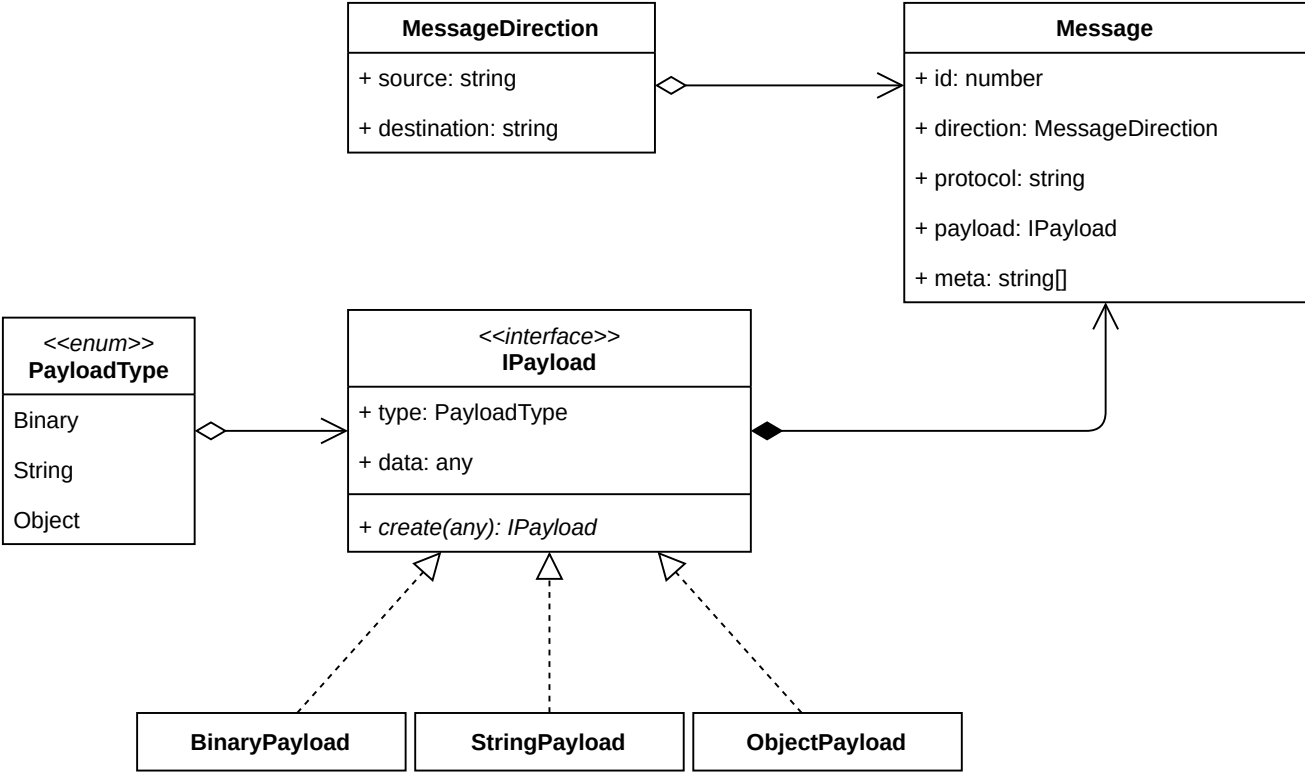 MessageDirection
+ source: string
+ destination: string
Message
+ id: number
+ direction: MessageDirection
+ protocol: string
+ payload: IPayload
+ meta: string[]
<<enum>>
PayloadType
Binary
String
Object
<<interface>>
IPayload
+ type: PayloadType
+ data: any
+ create(any): IPayload
BinaryPayload
StringPayload
ObjectPayload